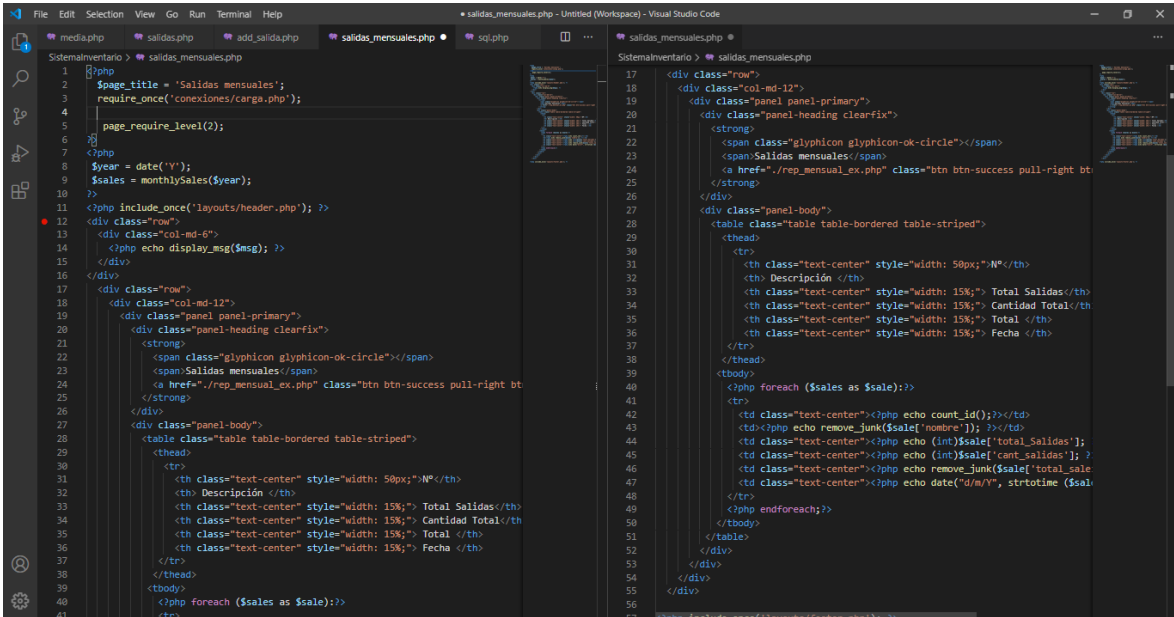 File Edit Selection View Go Run Terminal Help
● salidas_mensuales.php - Untitled (Workspace) - Visual Studio Code
1
media.php salidas.php add_salida.php salidas_mensuales.php ● sql.php
SistemaInventario > salidas_mensuales.php
1 <?php
2 $page_title = 'Salidas mensuales';
3 require_once('conexiones/carga.php');
4
5 page_require_level(2);
6 ?>
7 <?php
8 $year = date('Y');
9 $sales = monthlySales($year);
10 ?>
11 <?php include_once('layouts/header.php'); ?>
12 <div class="row">
13 <div class="col-md-6">
14 <?php echo display_msg($msg); ?>
15 </div>
16 </div>
17 <div class="row">
18 <div class="col-md-12">
19 <div class="panel panel-primary">
20 <div class="panel-heading clearfix">
21 <strong>
22 <span class="glyphicon glyphicon-ok-circle"></span>
23 <span>Salidas mensuales</span>
24 <a href="./rep_mensual_ex.php" class="btn btn-success pull-right bt
25 </strong>
26 </div>
27 <div class="panel-body">
28 <table class="table table-bordered table-striped">
29 <thead>
30 <tr>
31 <th class="text-center" style="width: 50px;">Nº</th>
32 <th> Descripción </th>
33 <th class="text-center" style="width: 15%;"> Total Salidas</th>
34 <th class="text-center" style="width: 15%;"> Cantidad Total</th
35 <th class="text-center" style="width: 15%;"> Total </th>
36 <th class="text-center" style="width: 15%;"> Fecha </th>
37 </tr>
38 </thead>
39 <tbody>
40 <?php foreach ($sales as $sale):?>
41 <tr>
salidas_mensuales.php ●
SistemaInventario > salidas_mensuales.php
17 <div class="row">
18 <div class="col-md-12">
19 <div class="panel panel-primary">
20 <div class="panel-heading clearfix">
21 <strong>
22 <span class="glyphicon glyphicon-ok-circle"></span>
23 <span>Salidas mensuales</span>
24 <a href="./rep_mensual_ex.php" class="btn btn-success pull-right bt
25 </strong>
26 </div>
27 <div class="panel-body">
28 <table class="table table-bordered table-striped">
29 <thead>
30 <tr>
31 <th class="text-center" style="width: 50px;">Nº</th>
32 <th> Descripción </th>
33 <th class="text-center" style="width: 15%;"> Total Salidas</th>
34 <th class="text-center" style="width: 15%;"> Cantidad Total</th
35 <th class="text-center" style="width: 15%;"> Total </th>
36 <th class="text-center" style="width: 15%;"> Fecha </th>
37 </tr>
38 </thead>
39 <tbody>
40 <?php foreach ($sales as $sale):?>
41 <tr>
42 <td class="text-center"><?php echo count_id();?></td>
43 <td><?php echo remove_junk($sale['nombre']); ?></td>
44 <td class="text-center"><?php echo (int)$sale['total_Salidas'];
45 <td class="text-center"><?php echo (int)$sale['cant_salidas']; ?
46 <td class="text-center"><?php echo remove_junk($sale['total_sale
47 <td class="text-center"><?php echo date("d/m/Y", strtotime ($sal
48 </tr>
49 <?php endforeach;?>
50 </tbody>
51 </table>
52 </div>
53 </div>
54 </div>
55 </div>
56